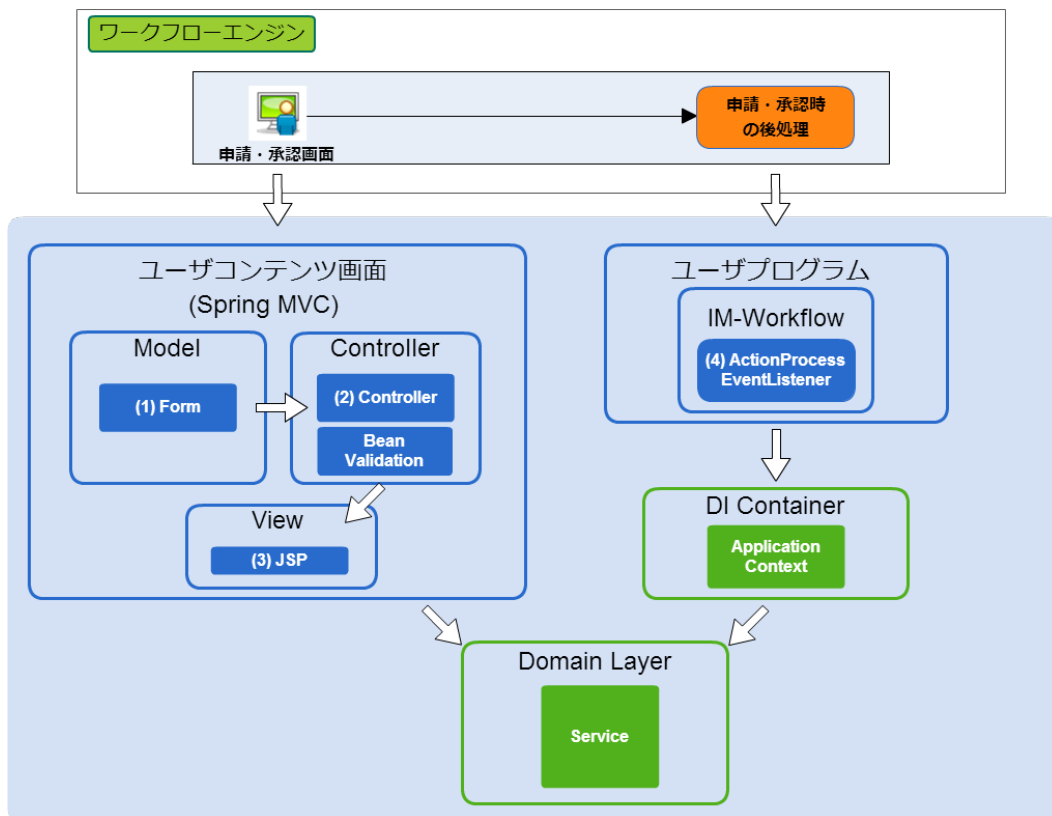 ワークフローエンジン
申請・承認画面
申請・承認時
の後処理
ユーザコンテンツ画面
(Spring MVC)
Model
(1) Form
Controller
(2) Controller
Bean
Validation
View
(3) JSP
ユーザプログラム
IM-Workflow
(4) ActionProcess
EventListener
DI Container
Application
Context
Domain Layer
Service